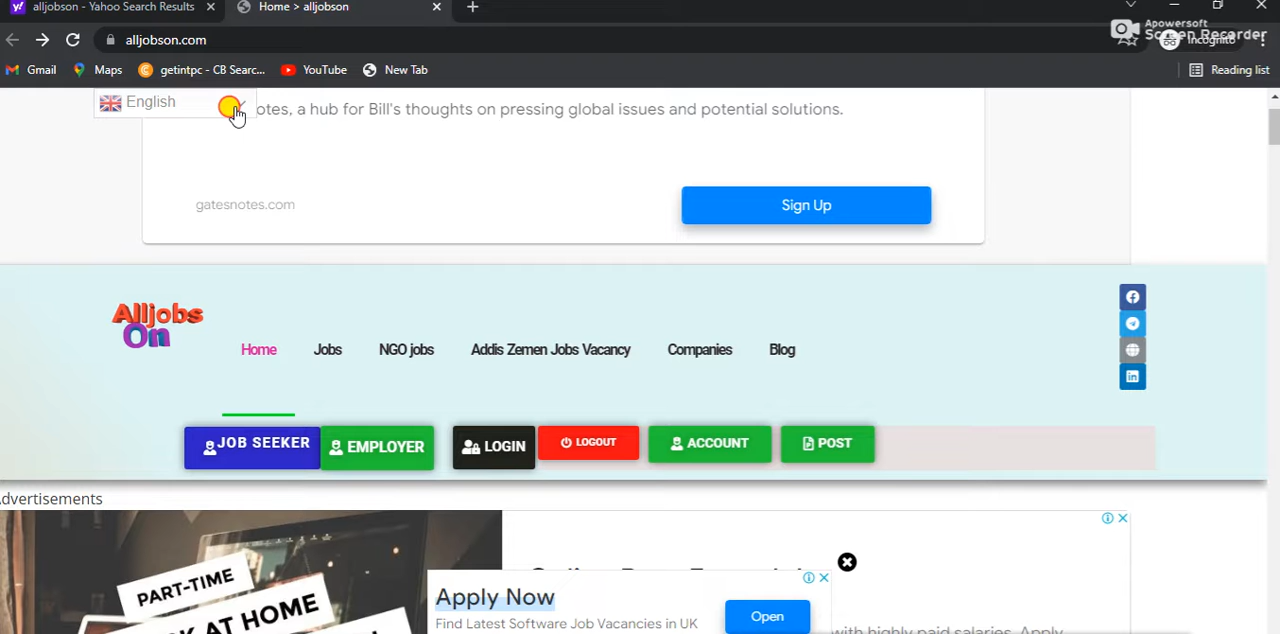 alljobson - Yahoo Search Results
Home > alljobson
Apowersoft
Screen Recorder
alljobson.com
Incognito
Gmail
Maps
getintpc - CB Searc...
YouTube
New Tab
Reading list
English
otes, a hub for Bill's thoughts on pressing global issues and potential solutions.
gatesnotes.com
Sign Up
Alljobs
On
Home
Jobs
NGO jobs
Addis Zemen Jobs Vacancy
Companies
Blog
JOB SEEKER
EMPLOYER
LOGIN
LOGOUT
ACCOUNT
POST
dvertisements
PART-TIME
AT HOME
Apply Now
Find Latest Software Job Vacancies in UK
Open
with highly paid salaries. Apply